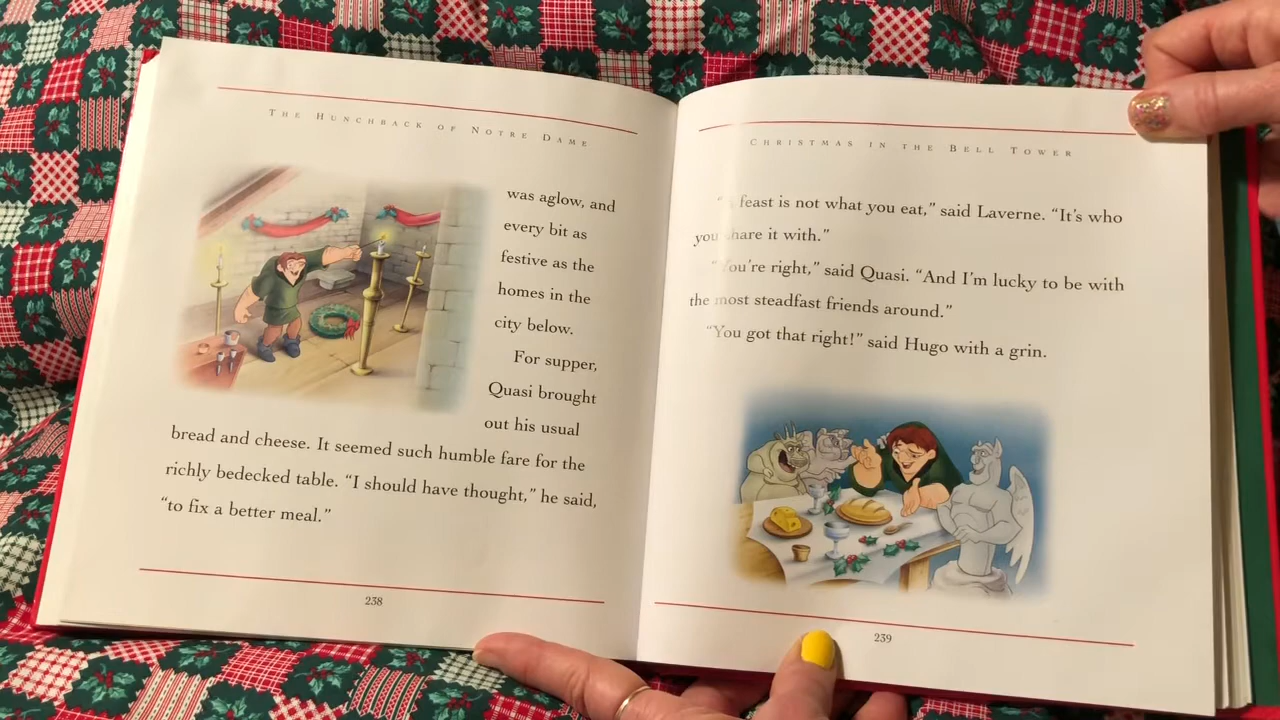 THE HUNCHBACK OF NOTRE DAME
was aglow, and
every bit as
festive as the
homes in the
city below.
For supper,
Quasi brought
out his usual
bread and cheese. It seemed such humble fare for the
richly bedecked table. “I should have thought,” he said,
“to fix a better meal.”
238
CHRISTMAS IN THE BELL TOWER
“A feast is not what you eat,” said Laverne. “It’s who
you share it with.”
“You’re right,” said Quasi. “And I’m lucky to be with
the most steadfast friends around.”
“You got that right!” said Hugo with a grin.
239